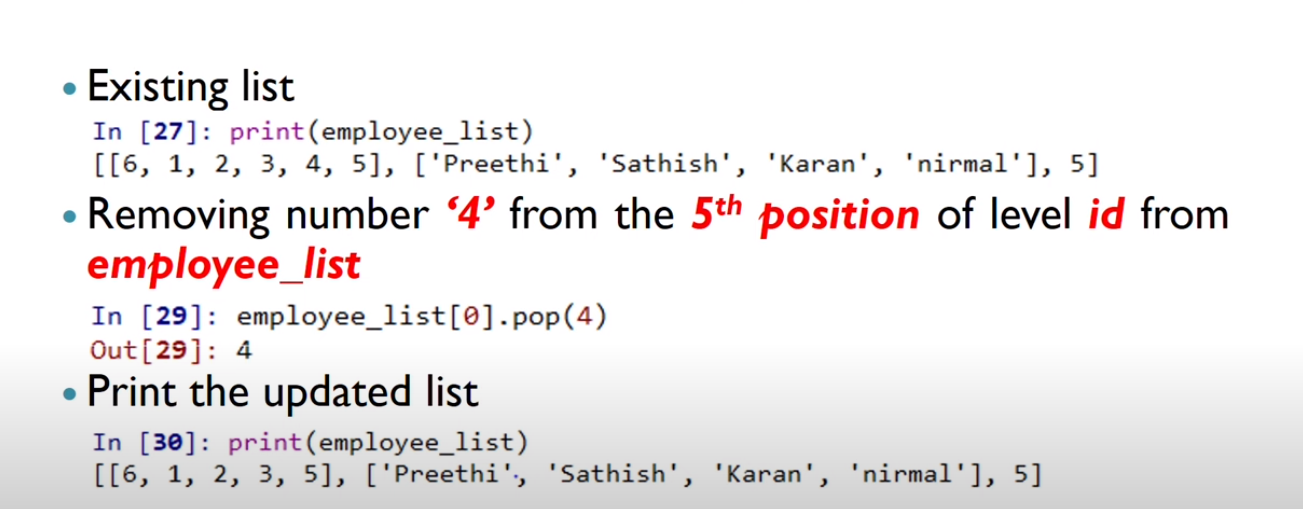 • Existing list
In [27]: print(employee_list)
[[6, 1, 2, 3, 4, 5], ['Preethi', 'Sathish', 'Karan', 'nirmal'], 5]
• Removing number ‘4’ from the 5th position of level id from
employee_list
In [29]: employee_list[0].pop(4)
Out[29]: 4
• Print the updated list
In [30]: print(employee_list)
[[6, 1, 2, 3, 5], ['Preethi', 'Sathish', 'Karan', 'nirmal'], 5]